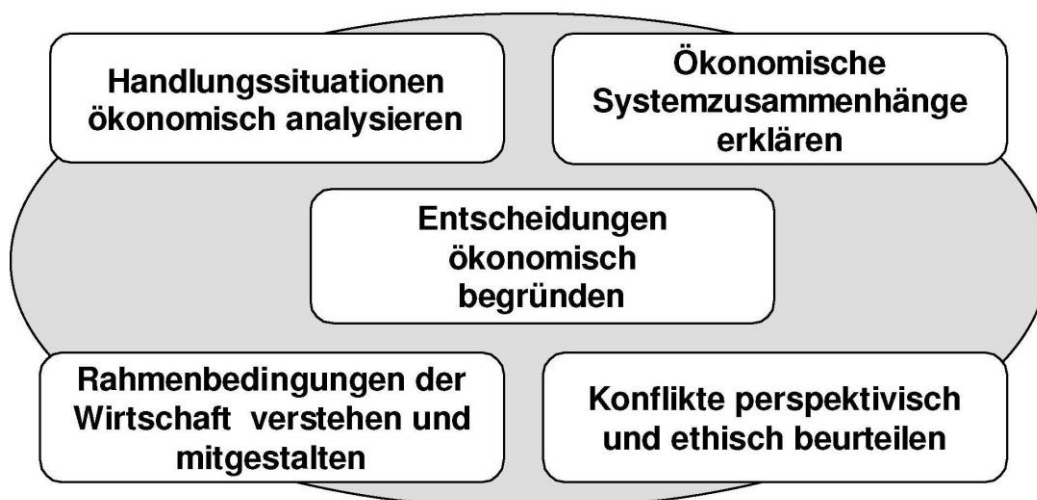 Handlungssituationen
ökonomisch analysieren
Ökonomische
Systemzusammenhänge
erklären
Entscheidungen
ökonomisch
begründen
Rahmenbedingungen der
Wirtschaft verstehen und
mitgestalten
Konflikte perspektivisch
und ethisch beurteilen